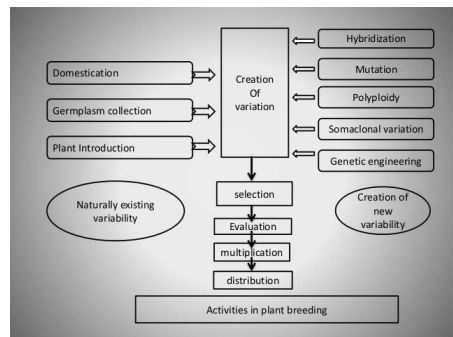 Domestication
Germplasm collection
Plant Introduction
Creation
Of
variation
Hybridization
Mutation
Polyploidy
Somaclonal variation
Genetic engineering
Naturally existing
variability
selection
Evaluation
multiplication
distribution
Creation of
new
variability
Activities in plant breeding